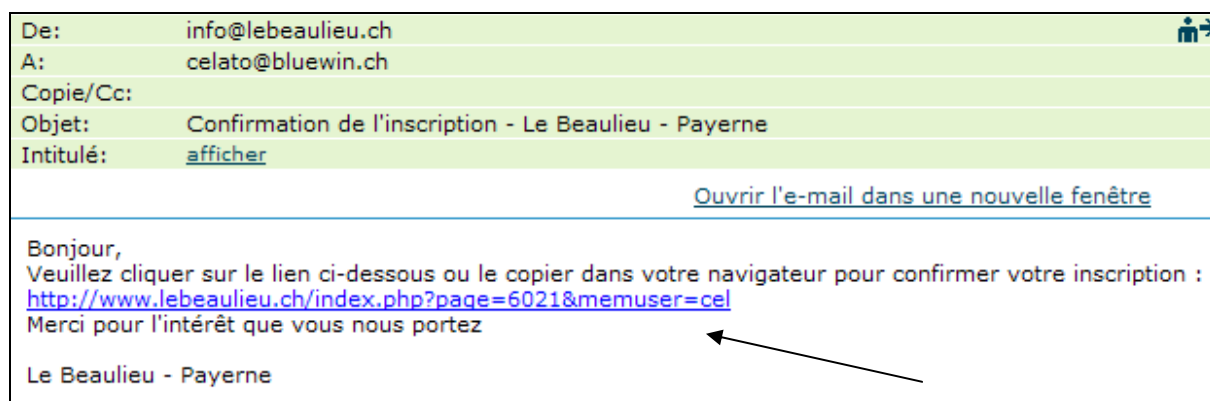 De: info@lebeaulieu.ch
A: celato@bluewin.ch
Copie/Cc:
Objet: Confirmation de l'inscription - Le Beaulieu - Payerne
Intitulé: afficher
Ouvrir l'e-mail dans une nouvelle fenêtre
Bonjour,
Veuillez cliquer sur le lien ci-dessous ou le copier dans votre navigateur pour confirmer votre inscription :
http://www.lebeaulieu.ch/index.php?page=6021&memuser=cel
Merci pour l'intérêt que vous nous portez
Le Beaulieu - Payerne